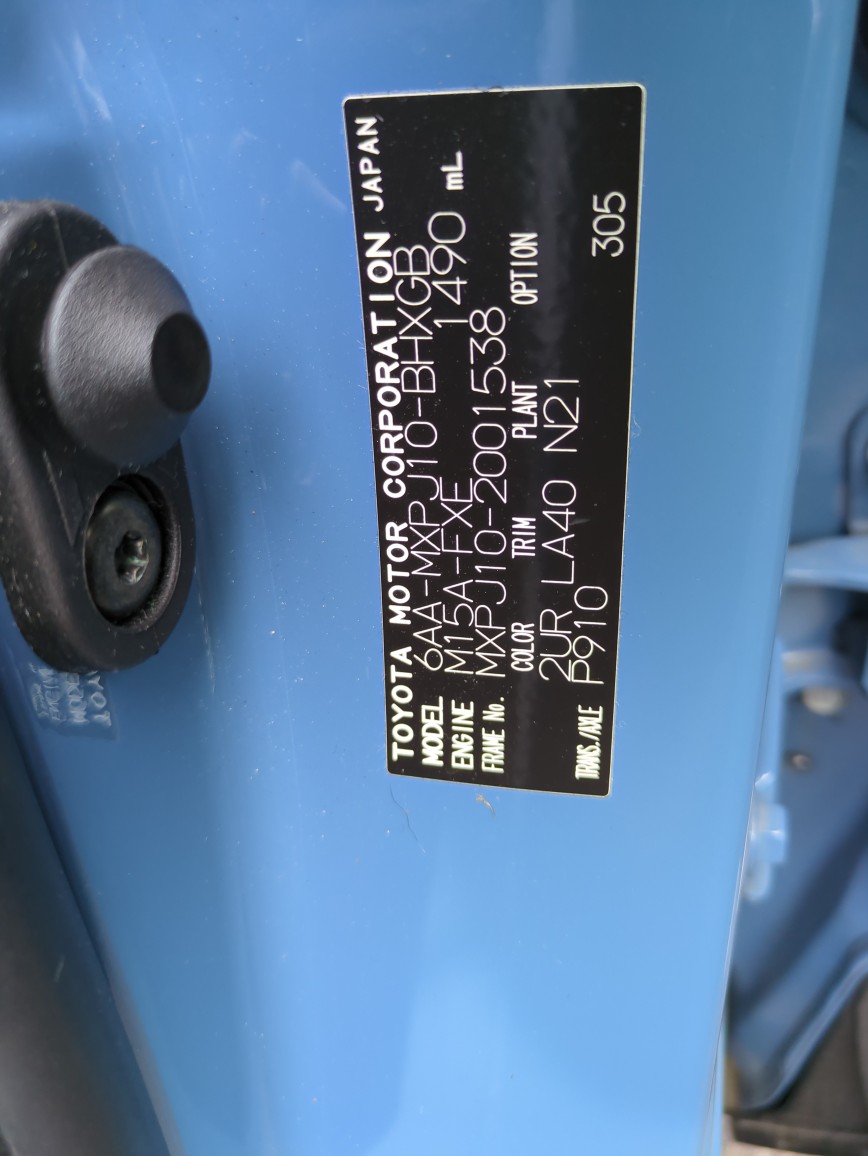 TOYOTA MOTOR CORPORATION JAPAN
MODEL 6AA-MXPJ10-BHXGB
ENGINE M15A-FXE 1490 mL
FRAME No. MXPJ10-2001538
COLOR TRIM PLANT OPTION
2UR LA40 N21
TRANS./AXLE P910 305